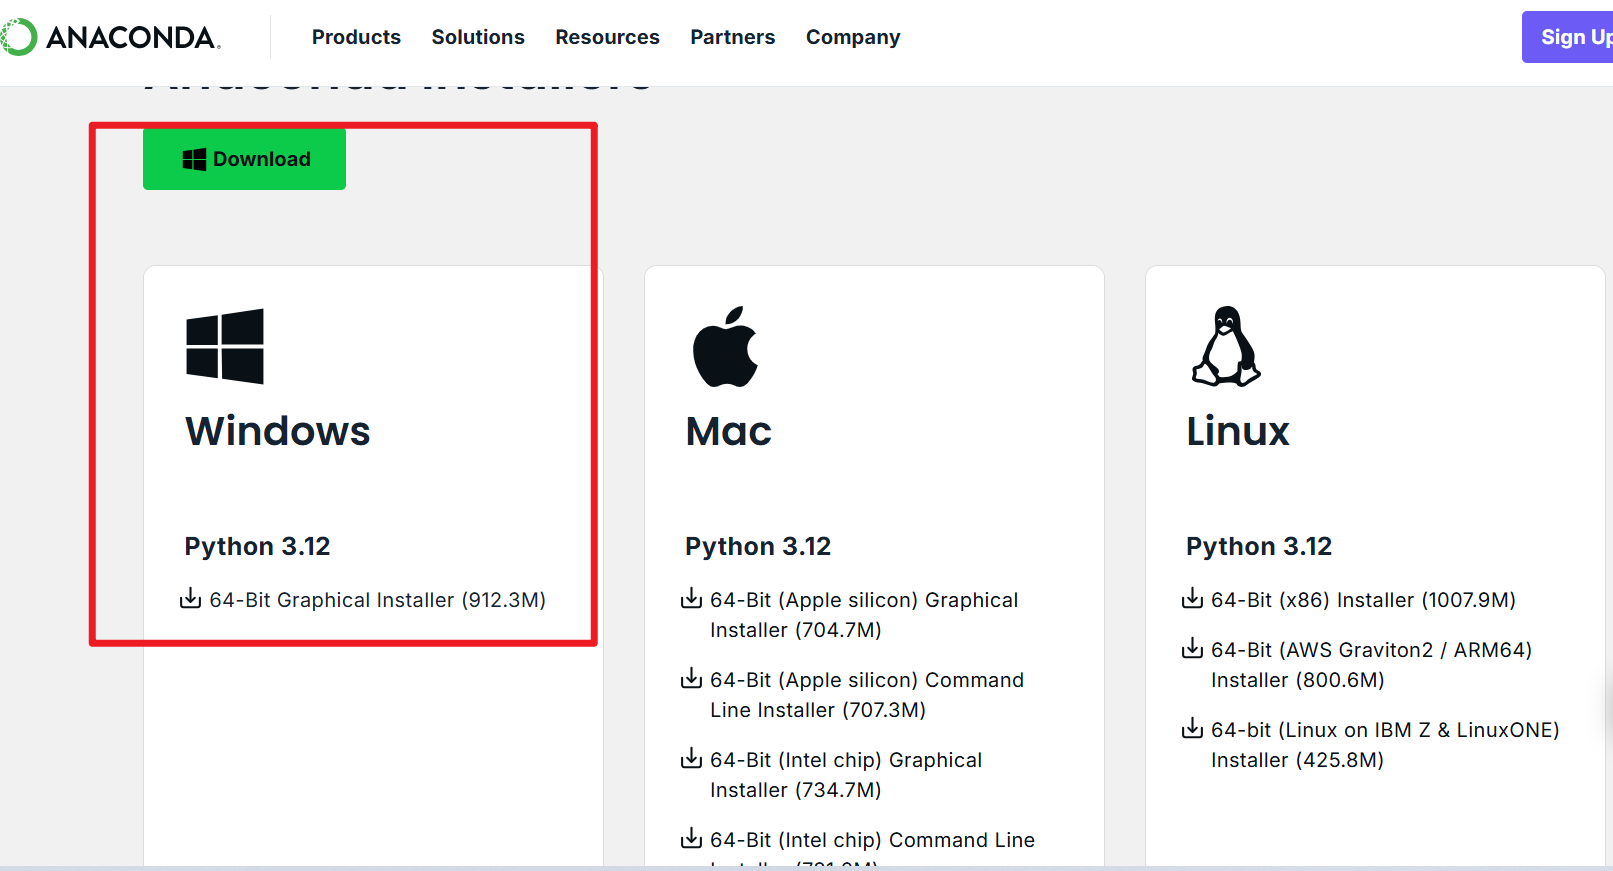 ANACONDA.
Products Solutions Resources Partners Company
Sign Up
Anaconda Installers
Download
Windows
Python 3.12
64-Bit Graphical Installer (912.3M)
Mac
Python 3.12
64-Bit (Apple silicon) Graphical
Installer (704.7M)
64-Bit (Apple silicon) Command
Line Installer (707.3M)
64-Bit (Intel chip) Graphical
Installer (734.7M)
64-Bit (Intel chip) Command Line
Linux
Python 3.12
64-Bit (x86) Installer (1007.9M)
64-Bit (AWS Graviton2 / ARM64)
Installer (800.6M)
64-bit (Linux on IBM Z & LinuxONE)
Installer (425.8M)